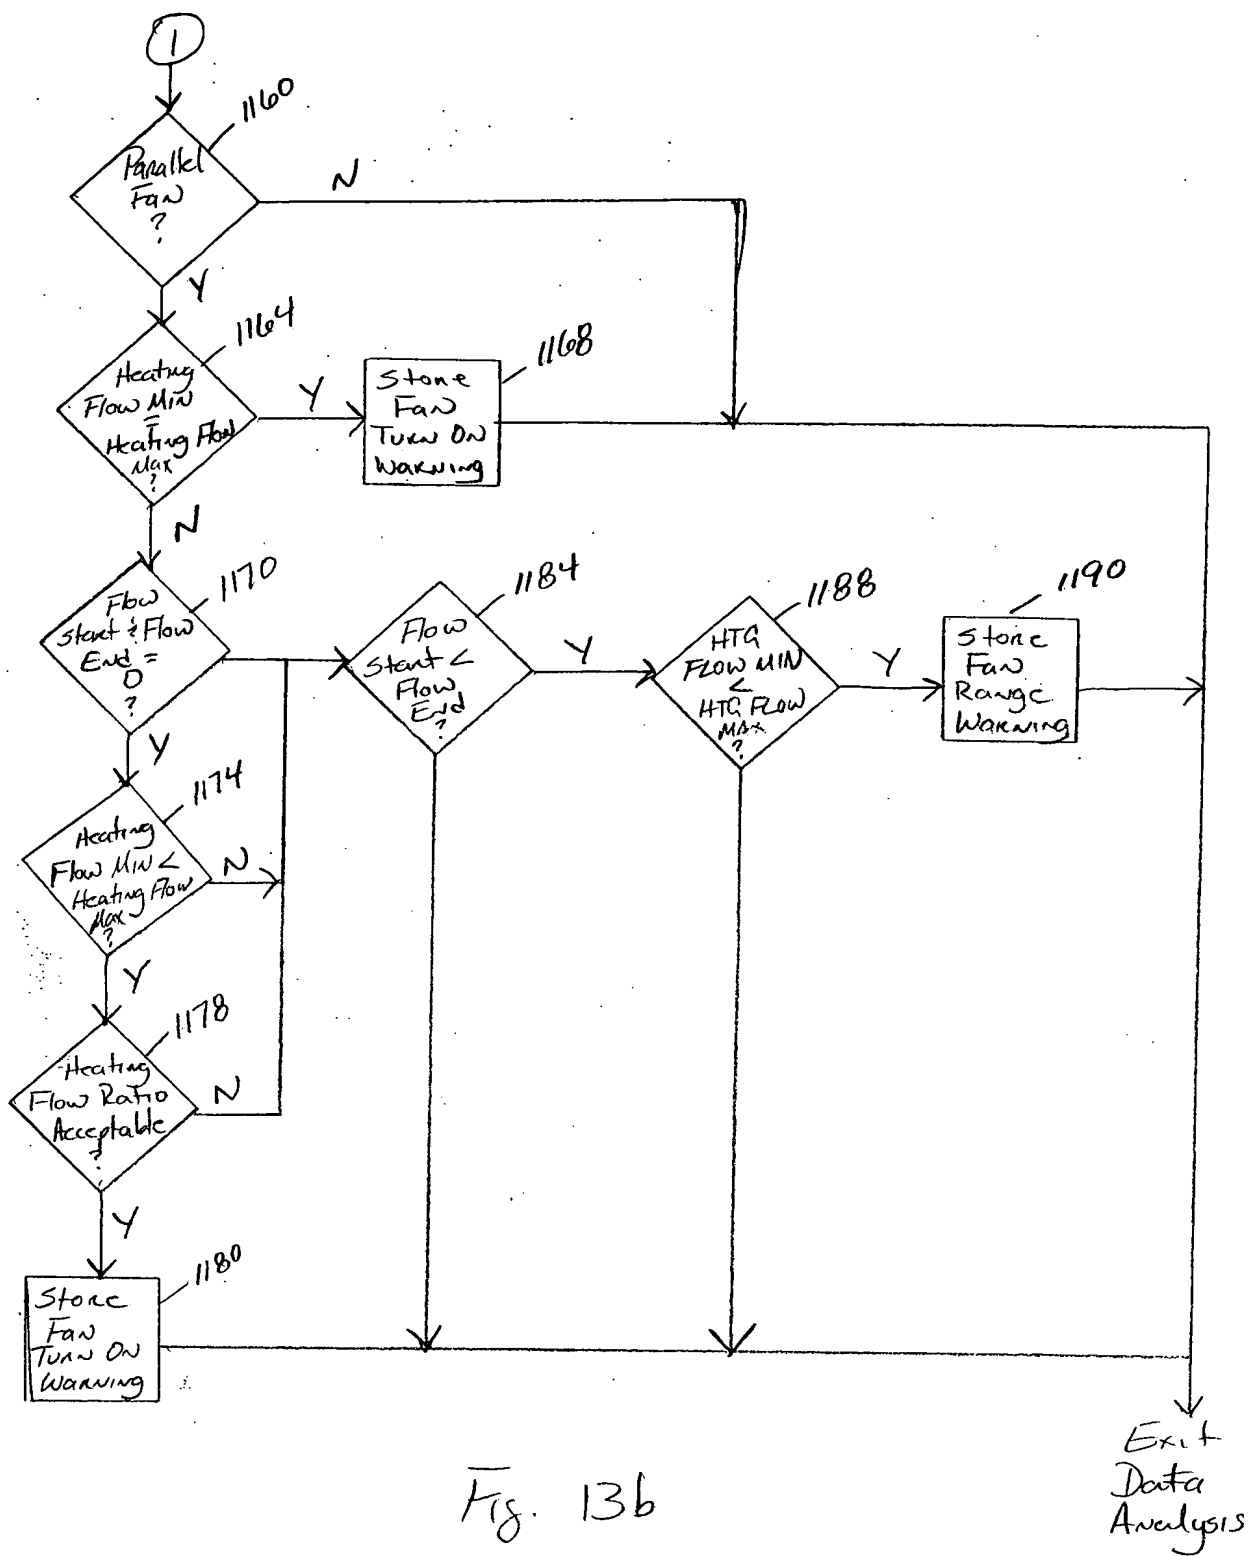 1
1160
Parallel
Fan
?
N
Y
1164
Heating
Flow Min
=
Heating Flow
Max
?
Y
1168
Store
Fan
Turn On
Warning
N
1170
Flow
Start & Flow
End =
0
?
1184
Flow
Start <
Flow
End
?
Y
1188
HTG
Flow Min
<
HTG Flow
Max
?
Y
1190
Store
Fan
Range
Warning
Y
1174
Heating
Flow Min <
Heating Flow
Max
?
N
Y
1178
Heating
Flow Ratio
Acceptable
?
N
Y
1180
Store
Fan
Turn On
Warning
Exit
Data
Analysis
Fig. 13b